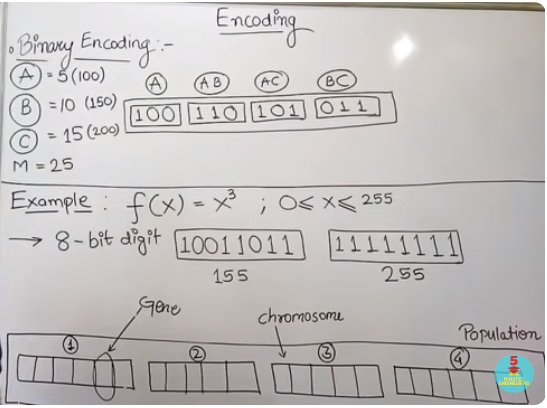 Encoding
• Binary Encoding :-
A = 5 (100)
B = 10 (150)
C = 15 (200)
M = 25
A AB AC BC
100 110 101 011
Example : f(x) = x³ ; 0 ≤ x ≤ 255
→ 8-bit digit 10011011 11111111
155 255
Gene
chromosome
Population
1 2 3 4
5